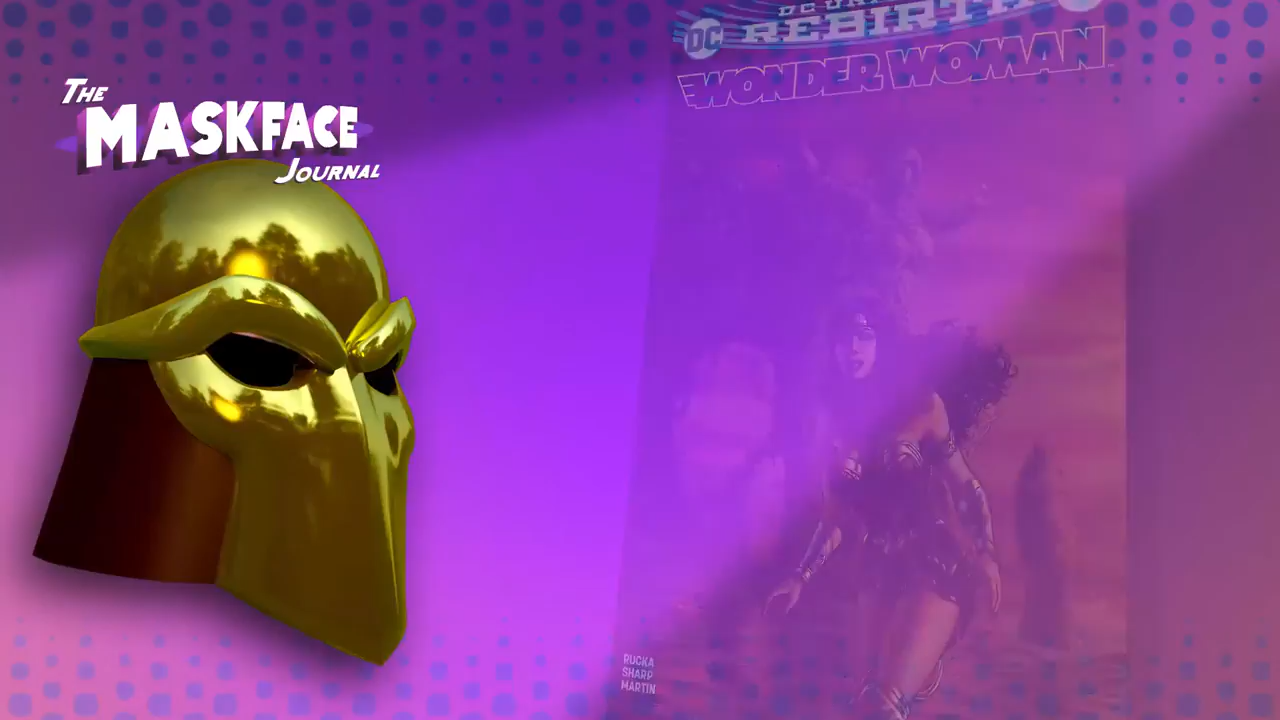 THE
MASKFACE
JOURNAL
DC
REBIRTH
WONDER WOMAN
RUCKA
SHARP
MARTIN